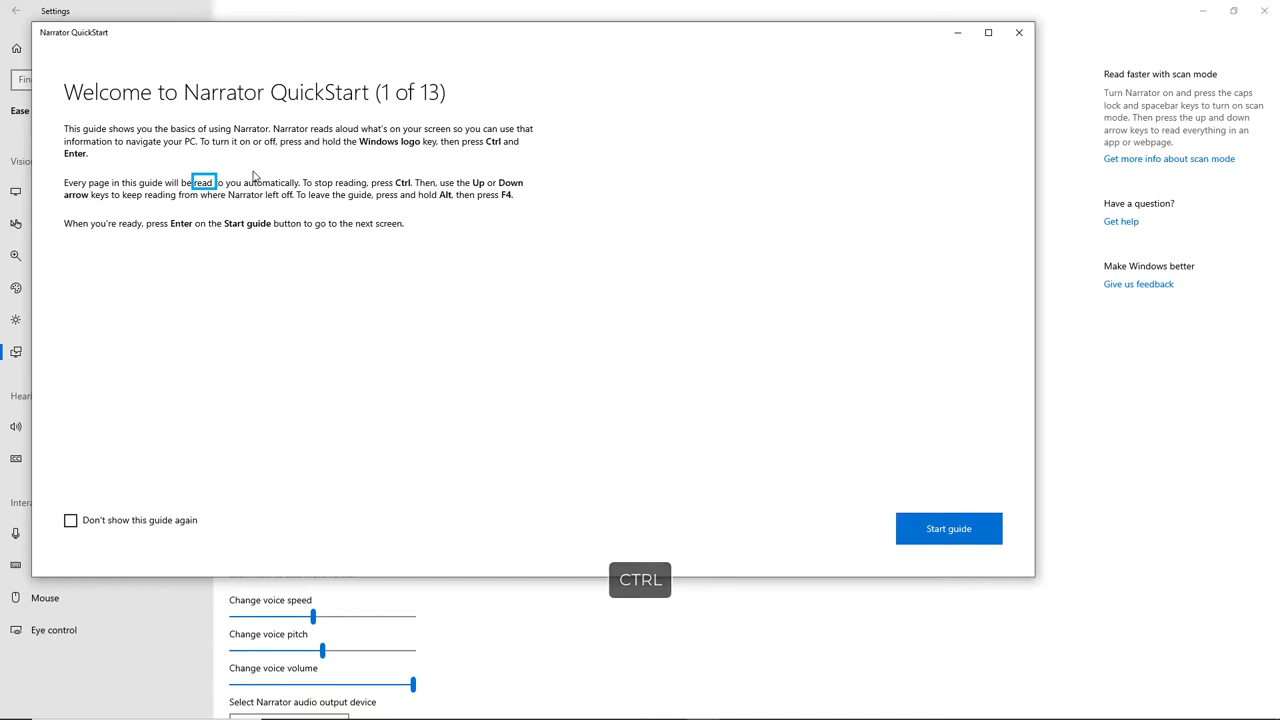 Settings
Narrator QuickStart
Welcome to Narrator QuickStart (1 of 13)
This guide shows you the basics of using Narrator. Narrator reads aloud what's on your screen so you can use that
information to navigate your PC. To turn it on or off, press and hold the Windows logo key, then press Ctrl and
Enter.
Every page in this guide will be read to you automatically. To stop reading, press Ctrl. Then, use the Up or Down
arrow keys to keep reading from where Narrator left off. To leave the guide, press and hold Alt, then press F4.
When you're ready, press Enter on the Start guide button to go to the next screen.
Don't show this guide again
Start guide
CTRL
Fin
Ease
Visio
Hear
Intera
Mouse
Eye control
Change voice speed
Change voice pitch
Change voice volume
Select Narrator audio output device
Read faster with scan mode
Turn Narrator on and press the caps
lock and spacebar keys to turn on scan
mode. Then press the up and down
arrow keys to read everything in an
app or webpage.
Get more info about scan mode
Have a question?
Get help
Make Windows better
Give us feedback